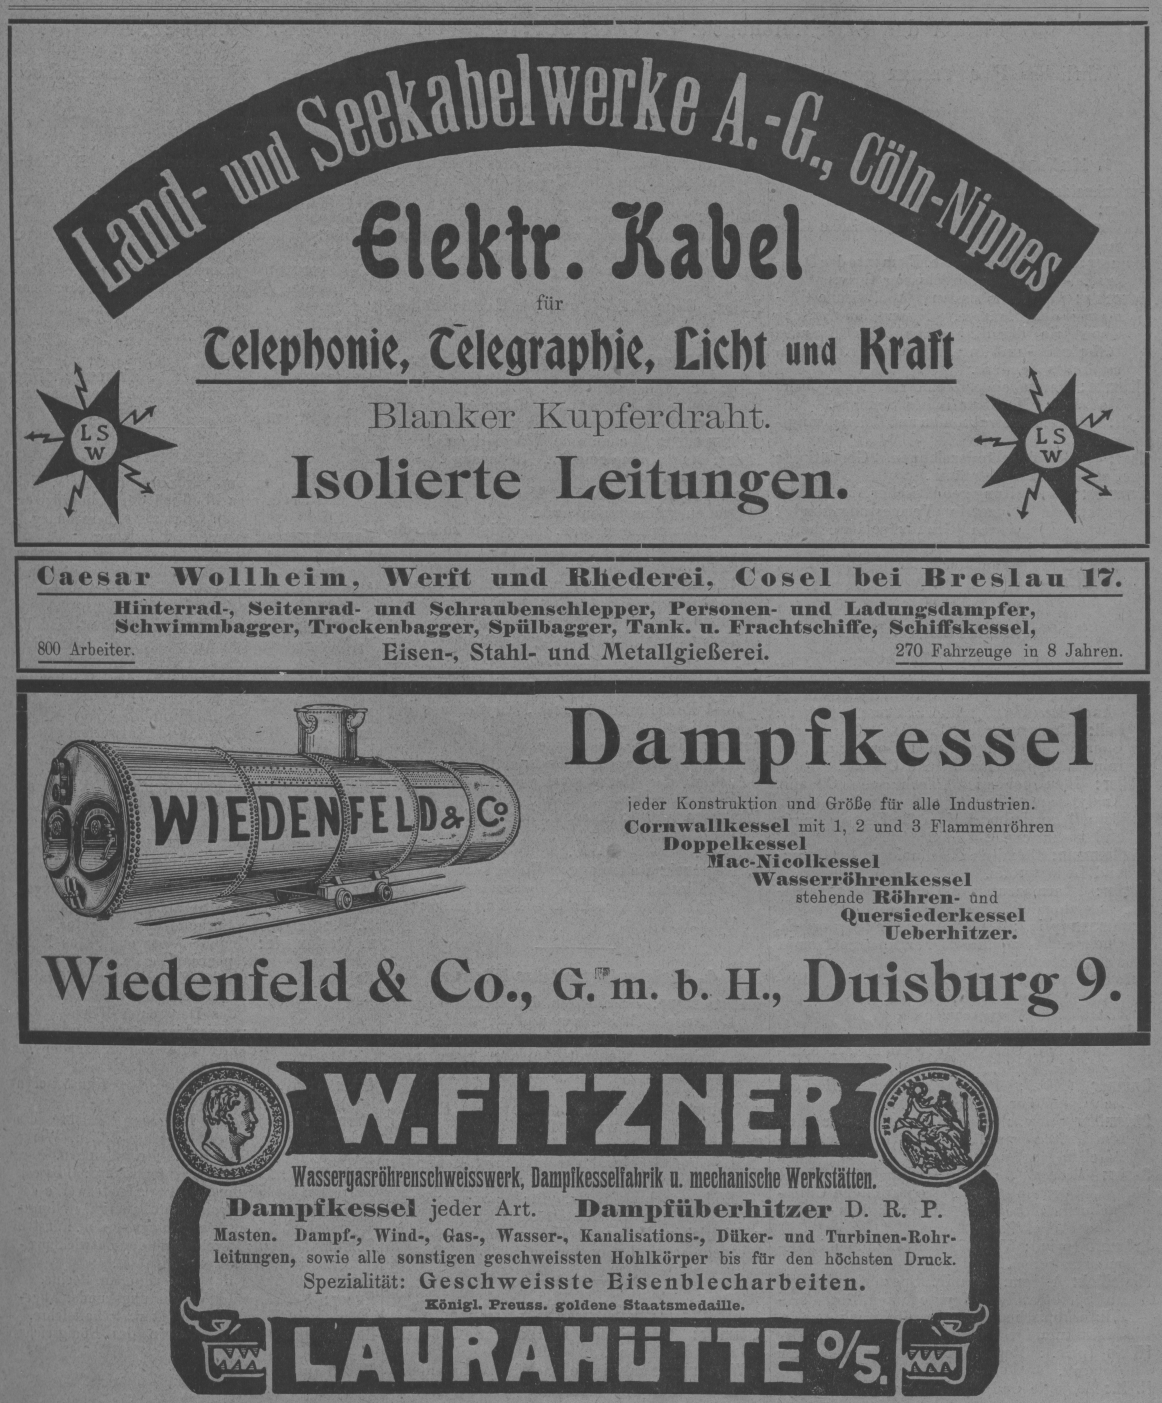 Land- und Seekabelwerke A.-G., Cöln-Nippes
Elektr. Kabel
für
Telephonie, Telegraphie, Licht und Kraft
Blanker Kupferdraht.
Isolierte Leitungen.
LS
W
LS
W
Caesar Wollheim, Werft und Rhederei, Cosel bei Breslau 17.
Hinterrad-, Seitenrad- und Schraubenschlepper, Personen- und Ladungsdampfer,
Schwimmbagger, Trockenbagger, Spülbagger, Tank. u. Frachtschiffe, Schiffskessel,
800 Arbeiter. Eisen-, Stahl- und Metallgießerei. 270 Fahrzeuge in 8 Jahren.
WIEDENFELD & Co
Dampfkessel
jeder Konstruktion und Größe für alle Industrien.
Cornwallkessel mit 1, 2 und 3 Flammenröhren
Doppelkessel
Mac-Nicolkessel
Wasserröhrenkessel
stehende Röhren- und
Quersiederkessel
Ueberhitzer.
Wiedenfeld & Co., G. m. b. H., Duisburg 9.
W. FITZNER
FÜR GEWERBLICHE
Wassergasröhrenschweisswerk, Dampfkesselfabrik u. mechanische Werkstätten.
Dampfkessel jeder Art. Dampfüberhitzer D. R. P.
Masten. Dampf-, Wind-, Gas-, Wasser-, Kanalisations-, Düker- und Turbinen-Rohr-
leitungen, sowie alle sonstigen geschweissten Hohlkörper bis für den höchsten Druck.
Spezialität: Geschweisste Eisenblecharbeiten.
Königl. Preuss. goldene Staatsmedaille.
LAURAHÜTTE O/S.